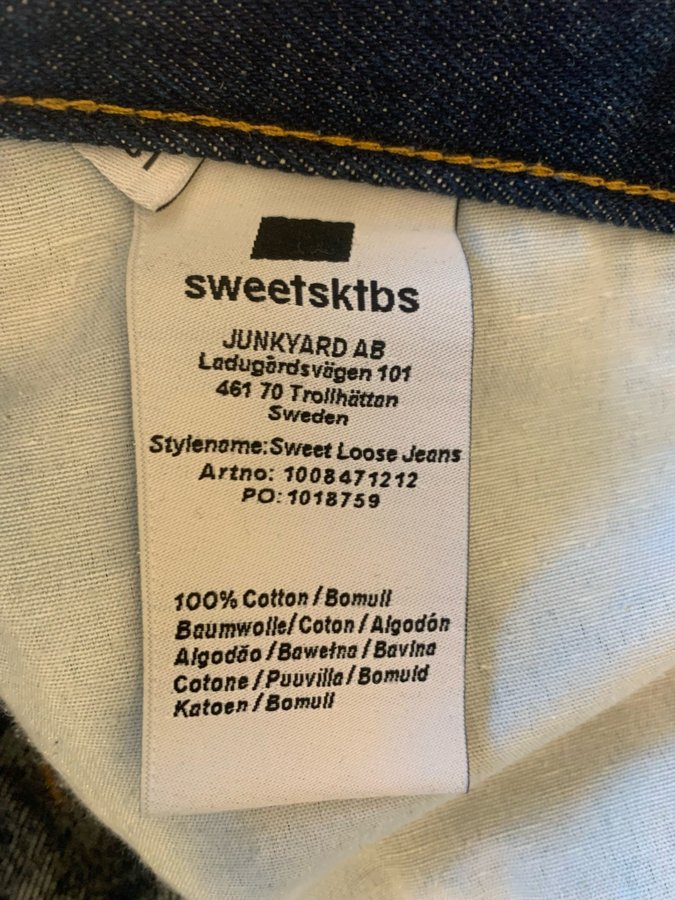 sweetsktbs
JUNKYARD AB
Ladugårdsvägen 101
461 70 Trollhättan
Sweden
Stylename:Sweet Loose Jeans
Artno: 1008471212
PO:1018759
100% Cotton/Bomull
Baumwolle/Coton/Algodón
Algodão/Bawełna/Bavlna
Cotone/Puuvilla/Bomuld
Katoen/Bomull